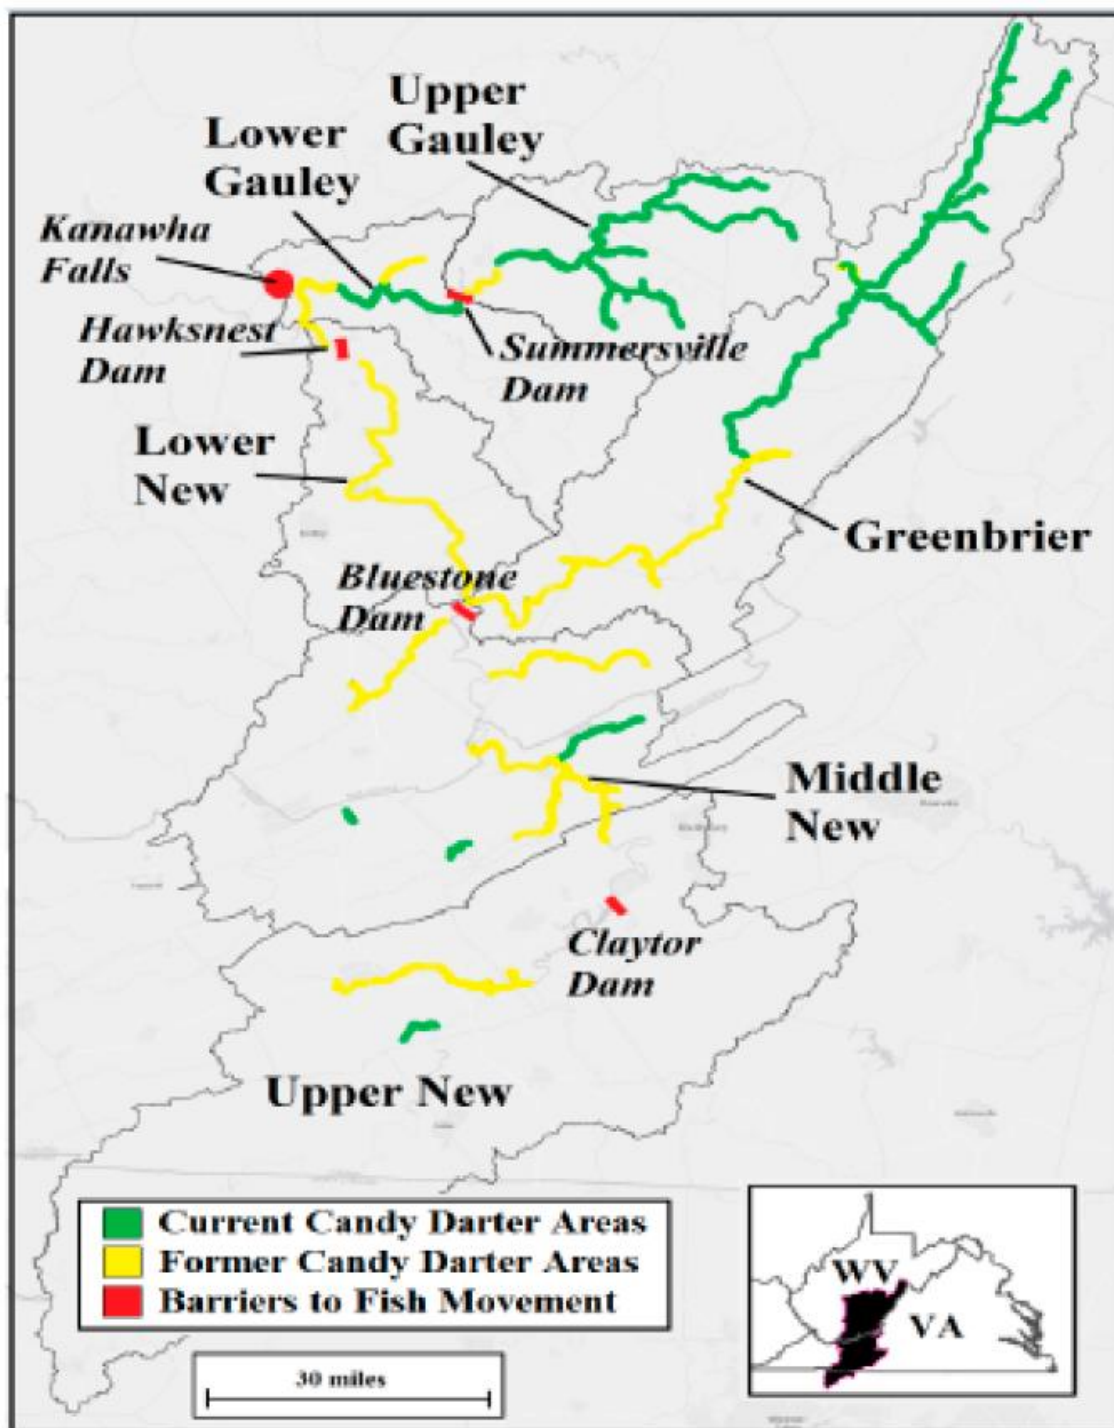 Upper
Gauley
Lower
Gauley
Kanawha
Falls
Hawksnest
Dam
Summersville
Dam
Lower
New
Greenbrier
Bluestone
Dam
Middle
New
Claytor
Dam
Upper New
Current Candy Darter Areas
Former Candy Darter Areas
Barriers to Fish Movement
30 miles
WV
VA